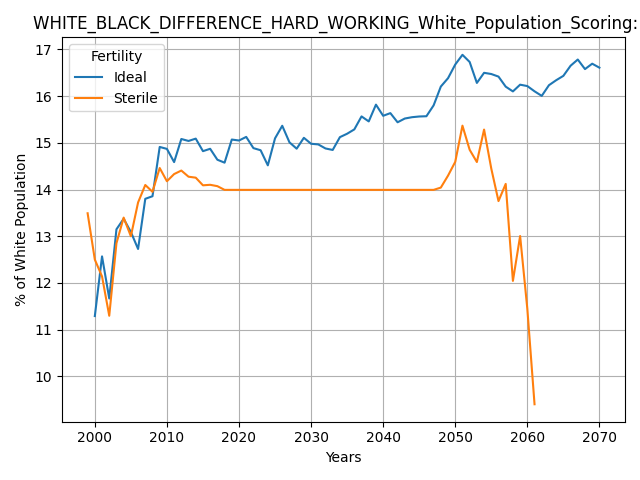 WHITE_BLACK_DIFFERENCE_HARD_WORKING_White_Population_Scoring:
Fertility
Ideal
Sterile
17
16
15
14
13
12
11
10
% of White Population
2000 2010 2020 2030 2040 2050 2060 2070
Years